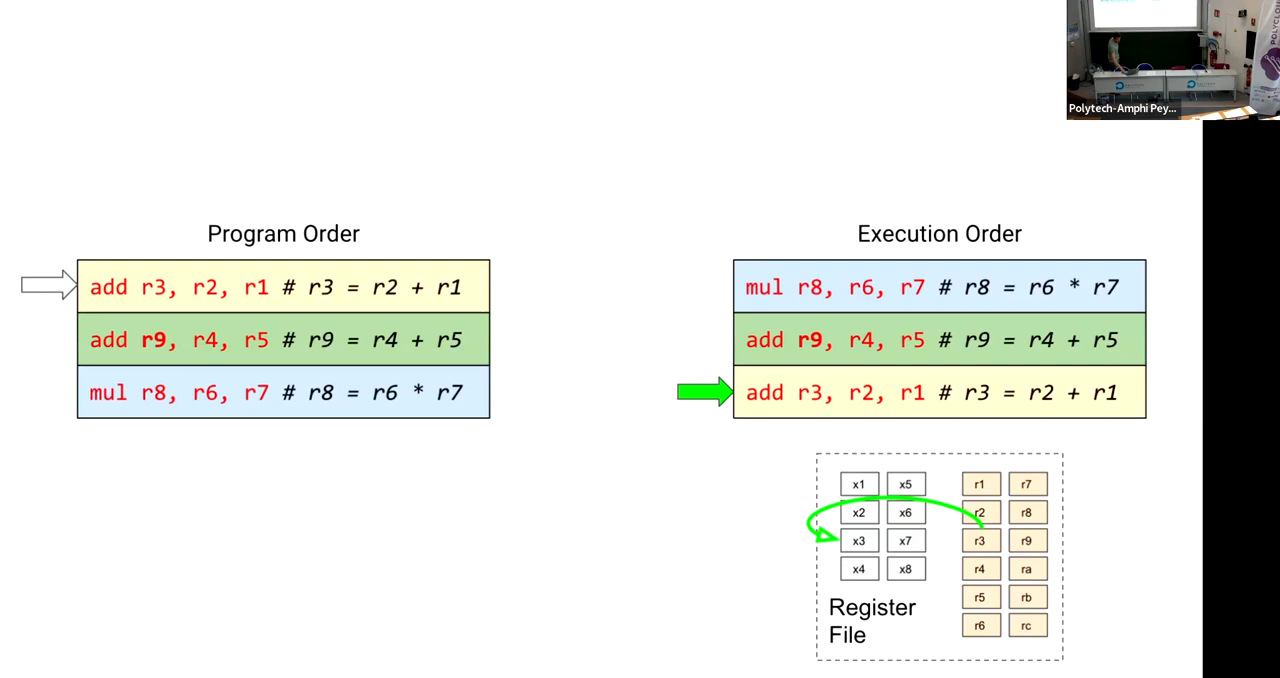 Polytech-Amphi Pey...
Program Order
add r3, r2, r1 # r3 = r2 + r1
add r9, r4, r5 # r9 = r4 + r5
mul r8, r6, r7 # r8 = r6 * r7
Execution Order
mul r8, r6, r7 # r8 = r6 * r7
add r9, r4, r5 # r9 = r4 + r5
add r3, r2, r1 # r3 = r2 + r1
x1 x5 r1 r7
x2 x6 r2 r8
x3 x7 r3 r9
x4 x8 r4 ra
r5 rb
r6 rc
Register
File